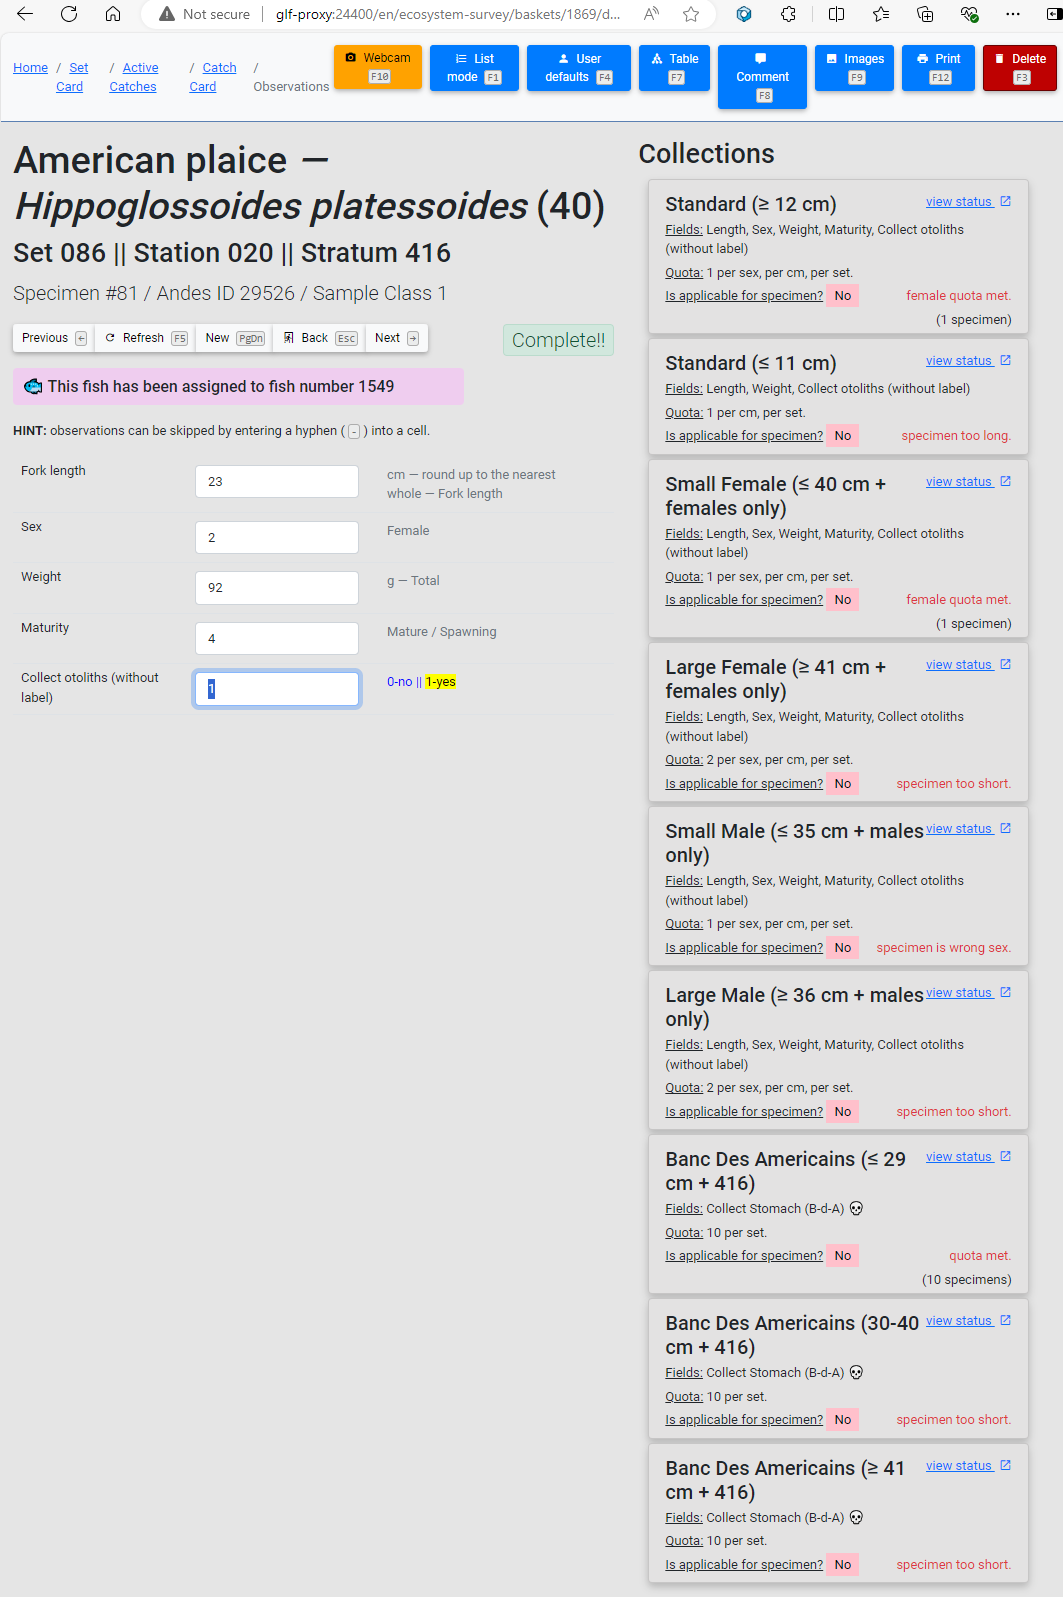 Not secure
glf-proxy:24400/en/ecosystem-survey/baskets/1869/d...
Home / Set Card / Active Catches / Catch Card / Observations
Webcam F10
List mode F1
User defaults F4
Table F7
Comment F8
Images F9
Print F12
Delete F3
American plaice —
Hippoglossoides platessoides (40)
Set 086 || Station 020 || Stratum 416
Specimen #81 / Andes ID 29526 / Sample Class 1
Previous ← Refresh F5 New PgDn Back Esc Next →
Complete!!
This fish has been assigned to fish number 1549
HINT: observations can be skipped by entering a hyphen ( - ) into a cell.
Fork length
23
cm — round up to the nearest
whole — Fork length
Sex
2
Female
Weight
92
g — Total
Maturity
4
Mature / Spawning
Collect otoliths (without
label)
1
0-no || 1-yes
Collections
Standard (≥ 12 cm)
view status
Fields: Length, Sex, Weight, Maturity, Collect otoliths
(without label)
Quota: 1 per sex, per cm, per set.
Is applicable for specimen? No female quota met.
(1 specimen)
Standard (≤ 11 cm)
view status
Fields: Length, Weight, Collect otoliths (without label)
Quota: 1 per cm, per set.
Is applicable for specimen? No specimen too long.
Small Female (≤ 40 cm +
females only)
view status
Fields: Length, Sex, Weight, Maturity, Collect otoliths
(without label)
Quota: 1 per sex, per cm, per set.
Is applicable for specimen? No female quota met.
(1 specimen)
Large Female (≥ 41 cm +
females only)
view status
Fields: Length, Sex, Weight, Maturity, Collect otoliths
(without label)
Quota: 2 per sex, per cm, per set.
Is applicable for specimen? No specimen too short.
Small Male (≤ 35 cm + males
only)
view status
Fields: Length, Sex, Weight, Maturity, Collect otoliths
(without label)
Quota: 1 per sex, per cm, per set.
Is applicable for specimen? No specimen is wrong sex.
Large Male (≥ 36 cm + males
only)
view status
Fields: Length, Sex, Weight, Maturity, Collect otoliths
(without label)
Quota: 2 per sex, per cm, per set.
Is applicable for specimen? No specimen too short.
Banc Des Americains (≤ 29
cm + 416)
view status
Fields: Collect Stomach (B-d-A)
Quota: 10 per set.
Is applicable for specimen? No quota met.
(10 specimens)
Banc Des Americains (30-40
cm + 416)
view status
Fields: Collect Stomach (B-d-A)
Quota: 10 per set.
Is applicable for specimen? No specimen too short.
Banc Des Americains (≥ 41
cm + 416)
view status
Fields: Collect Stomach (B-d-A)
Quota: 10 per set.
Is applicable for specimen? No specimen too short.